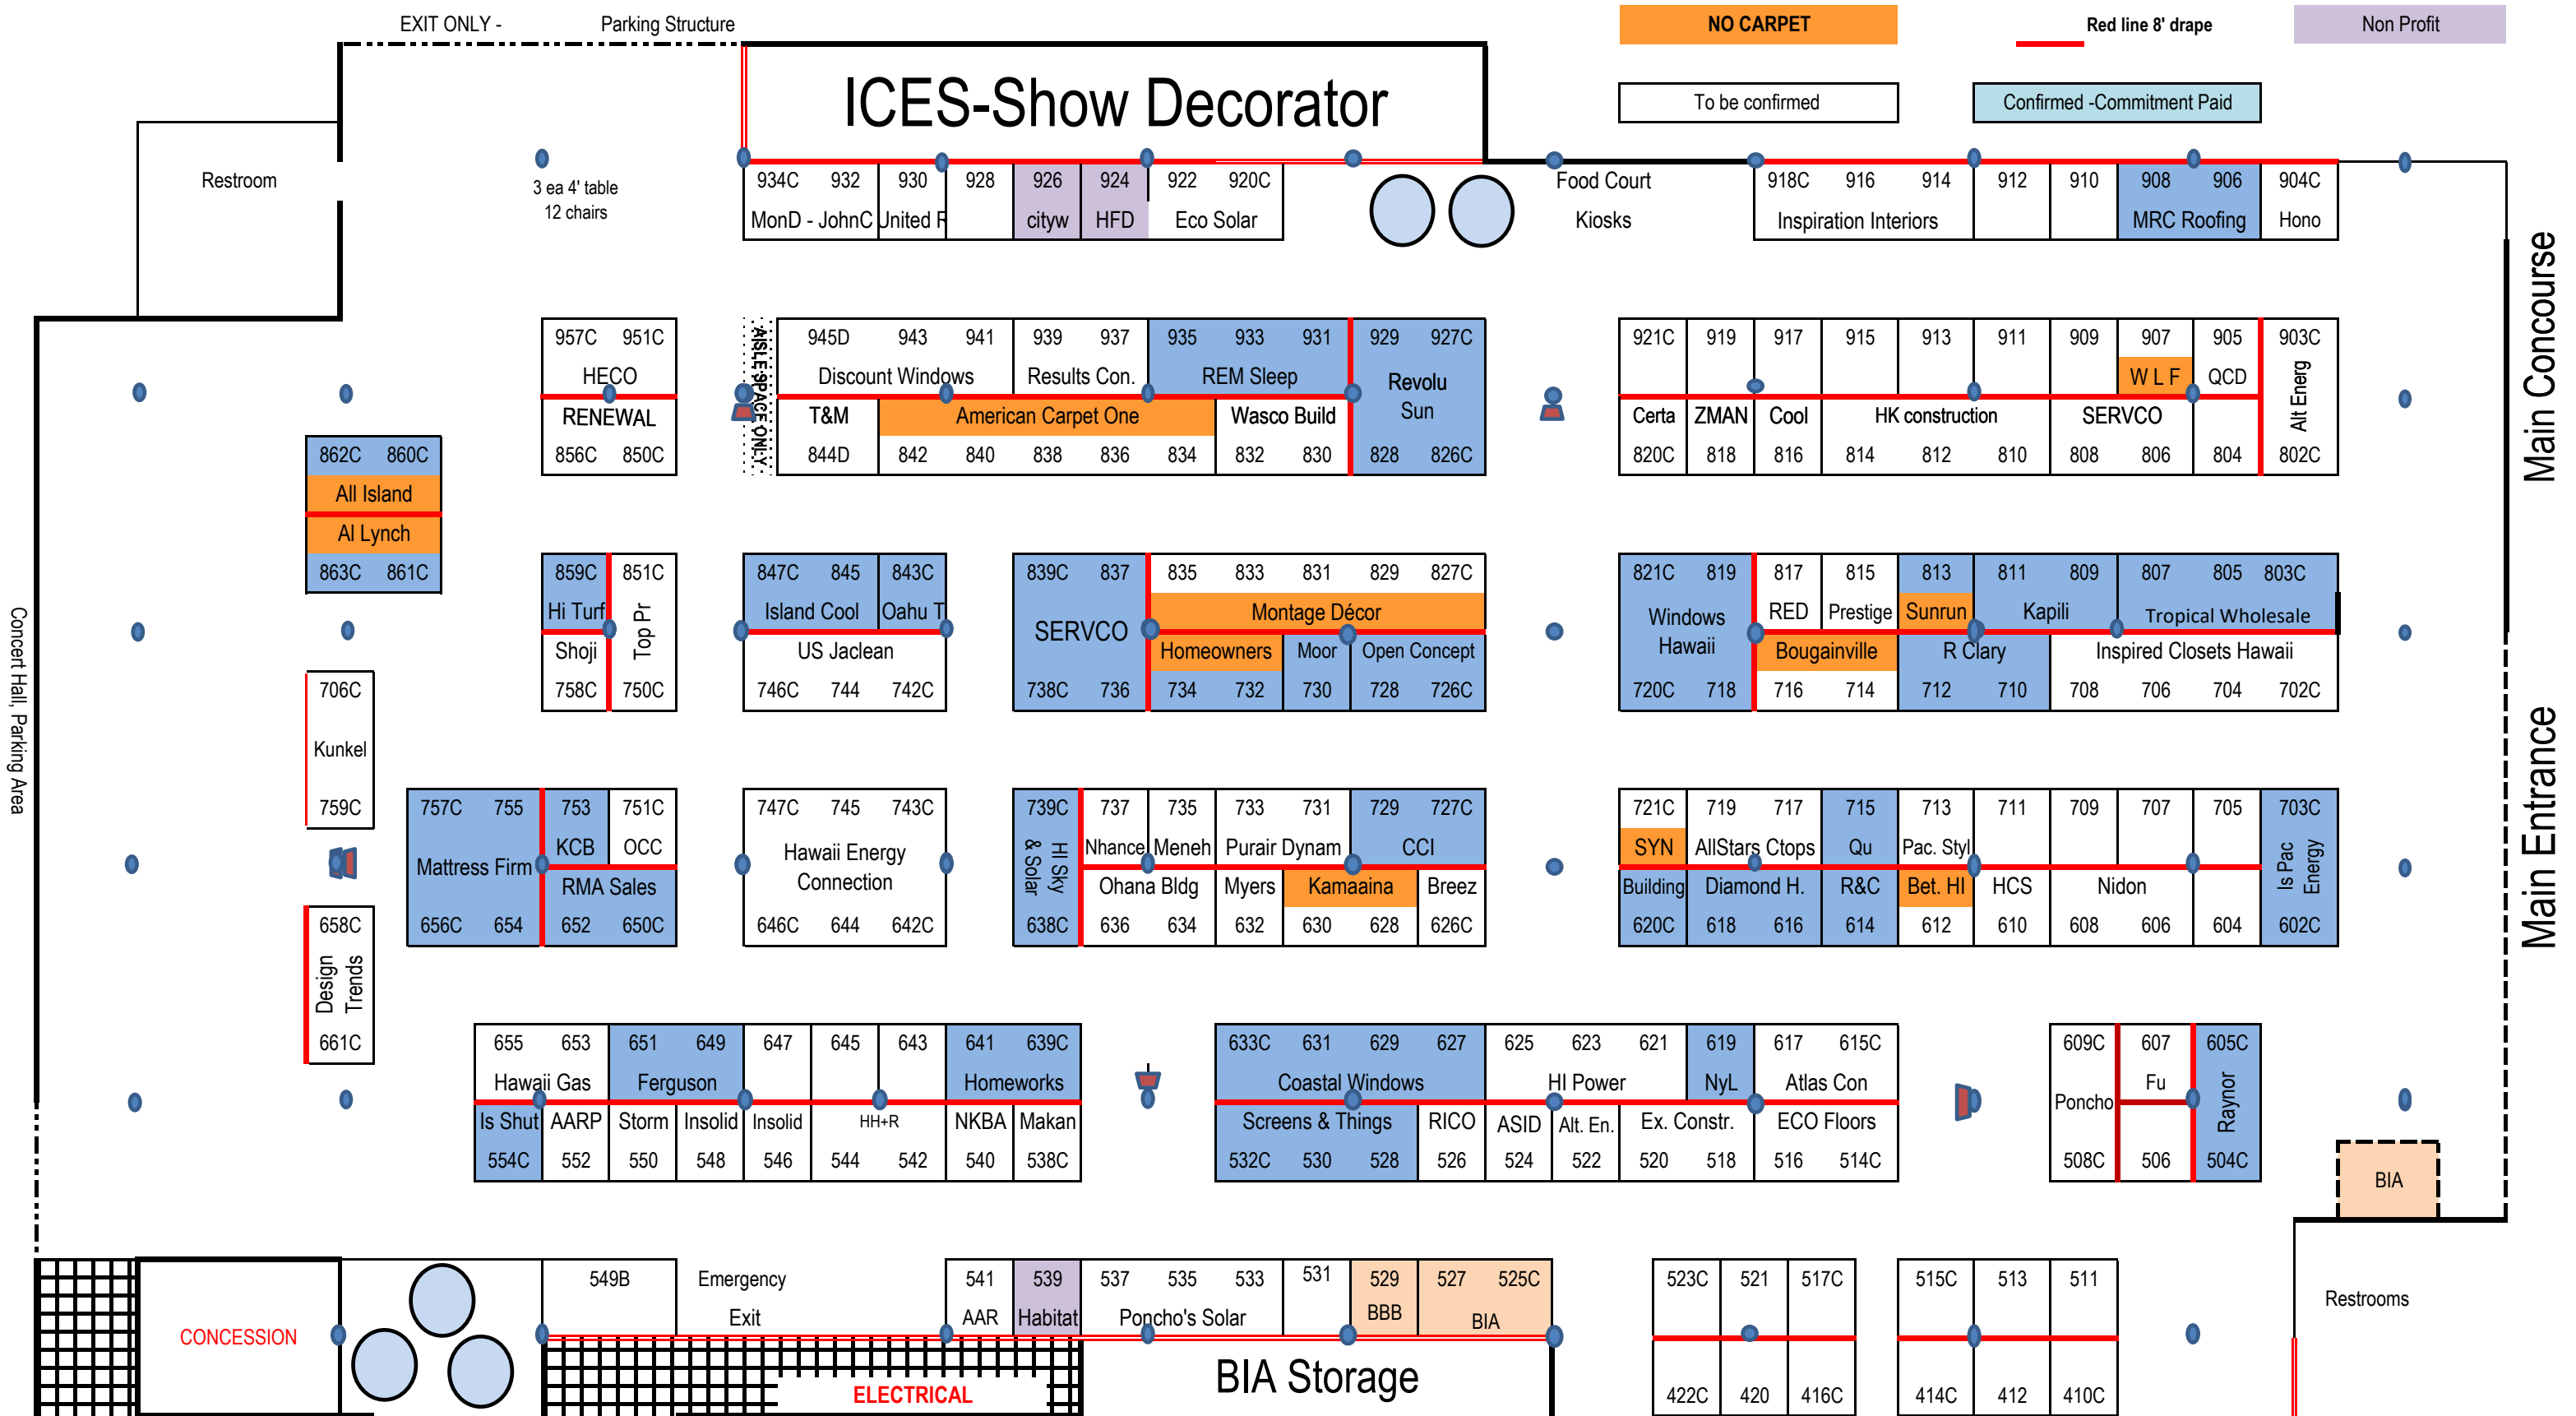 EXIT ONLY - Parking Structure
NO CARPET
Red line 8' drape
Non Profit
ICES-Show Decorator
To be confirmed
Confirmed -Commitment Paid
Restroom
3 ea 4' table
12 chairs
934C 932 930 928 926 924 922 920C
MonD - JohnC United R cityw HFD Eco Solar
Food Court
Kiosks
918C 916 914 912 910 908 906 904C
Inspiration Interiors MRC Roofing Hono
Main Concourse
957C 951C
HECO
RENEWAL
856C 850C
AISLE SPACE ONLY
945D 943 941 939 937 935 933 931 929 927C
Discount Windows Results Con. REM Sleep Revolu
Sun
T&M American Carpet One Wasco Build
844D 842 840 838 836 834 832 830 828 826C
921C 919 917 915 913 911 909 907 905 903C
W L F QCD Alt Energ
Certa ZMAN Cool HK construction SERVCO
820C 818 816 814 812 810 808 806 804 802C
862C 860C
All Island
Al Lynch
863C 861C
859C 851C
Hi Turf Top Pr
Shoji
758C 750C
847C 845 843C
Island Cool Oahu T
US Jaclean
746C 744 742C
839C 837 835 833 831 829 827C
SERVCO Montage Décor
Homeowners Moor Open Concept
738C 736 734 732 730 728 726C
821C 819 817 815 813 811 809 807 805 803C
Windows
Hawaii
RED Prestige Sunrun Kapili Tropical Wholesale
Bougainville R Clary Inspired Closets Hawaii
720C 718 716 714 712 710 708 706 704 702C
Concert Hall, Parking Area
706C
Kunkel
759C
Main Entrance
757C 755 753 751C
Mattress Firm KCB OCC
RMA Sales
656C 654 652 650C
747C 745 743C
Hawaii Energy
Connection
646C 644 642C
739C 737 735 733 731 729 727C
HI Sky
& Solar
Nhance Meneh Purair Dynam CCI
Ohana Bldg Myers Kamaaina Breez
638C 636 634 632 630 628 626C
721C 719 717 715 713 711 709 707 705 703C
SYN AllStars Ctops Qu Pac. Styl
Is Pac
Energy
Building Diamond H. R&C Bet. HI HCS Nidon
620C 618 616 614 612 610 608 606 604 602C
658C
Design
Trends
661C
655 653 651 649 647 645 643 641 639C
Hawaii Gas Ferguson Homeworks
Is Shut AARP Storm Insolid Insolid HH+R NKBA Makan
554C 552 550 548 546 544 542 540 538C
633C 631 629 627 625 623 621 619 617 615C
Coastal Windows HI Power NyL Atlas Con
Screens & Things RICO ASID Alt. En. Ex. Constr. ECO Floors
532C 530 528 526 524 522 520 518 516 514C
609C 607 605C
Poncho Fu Raynor
508C 506 504C
BIA
549B
Emergency
Exit
541 539 537 535 533 531 529 527 525C
AAR Habitat Poncho's Solar BBB BIA
523C 521 517C
515C 513 511
Restrooms
CONCESSION
ELECTRICAL
BIA Storage
422C 420 416C
414C 412 410C